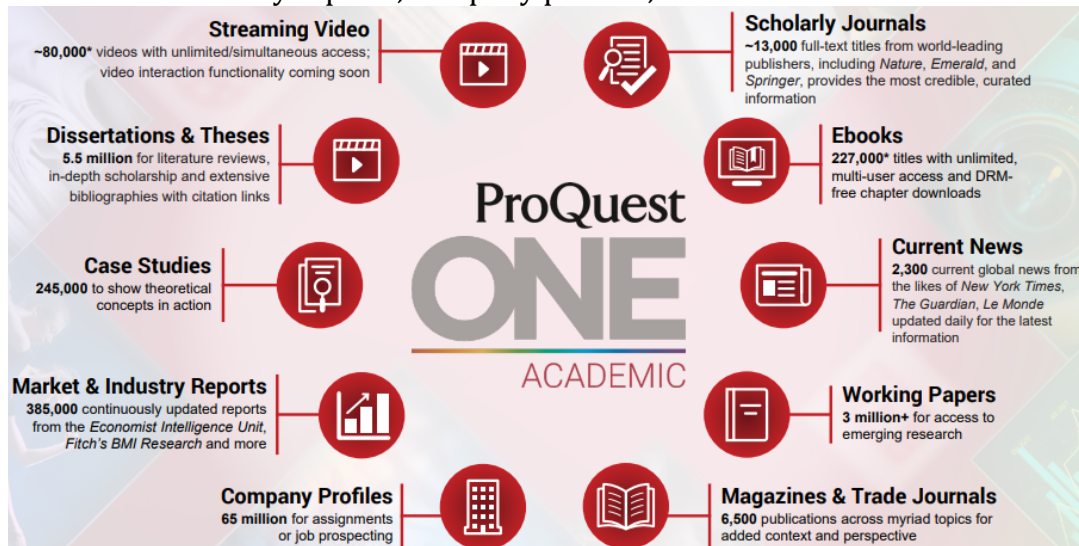 Streaming Video
~80,000* videos with unlimited/simultaneous access;
video interaction functionality coming soon
Scholarly Journals
~13,000 full-text titles from world-leading
publishers, including Nature, Emerald, and
Springer, provides the most credible, curated
information
Dissertations & Theses
5.5 million for literature reviews,
in-depth scholarship and extensive
bibliographies with citation links
Ebooks
227,000* titles with unlimited,
multi-user access and DRM-
free chapter downloads
ProQuest
ONE
ACADEMIC
Case Studies
245,000 to show theoretical
concepts in action
Current News
2,300 current global news from
the likes of New York Times,
The Guardian, Le Monde
updated daily for the latest
information
Market & Industry Reports
385,000 continuously updated reports
from the Economist Intelligence Unit,
Fitch's BMI Research and more
Working Papers
3 million+ for access to
emerging research
Company Profiles
65 million for assignments
or job prospecting
Magazines & Trade Journals
6,500 publications across myriad topics for
added context and perspective